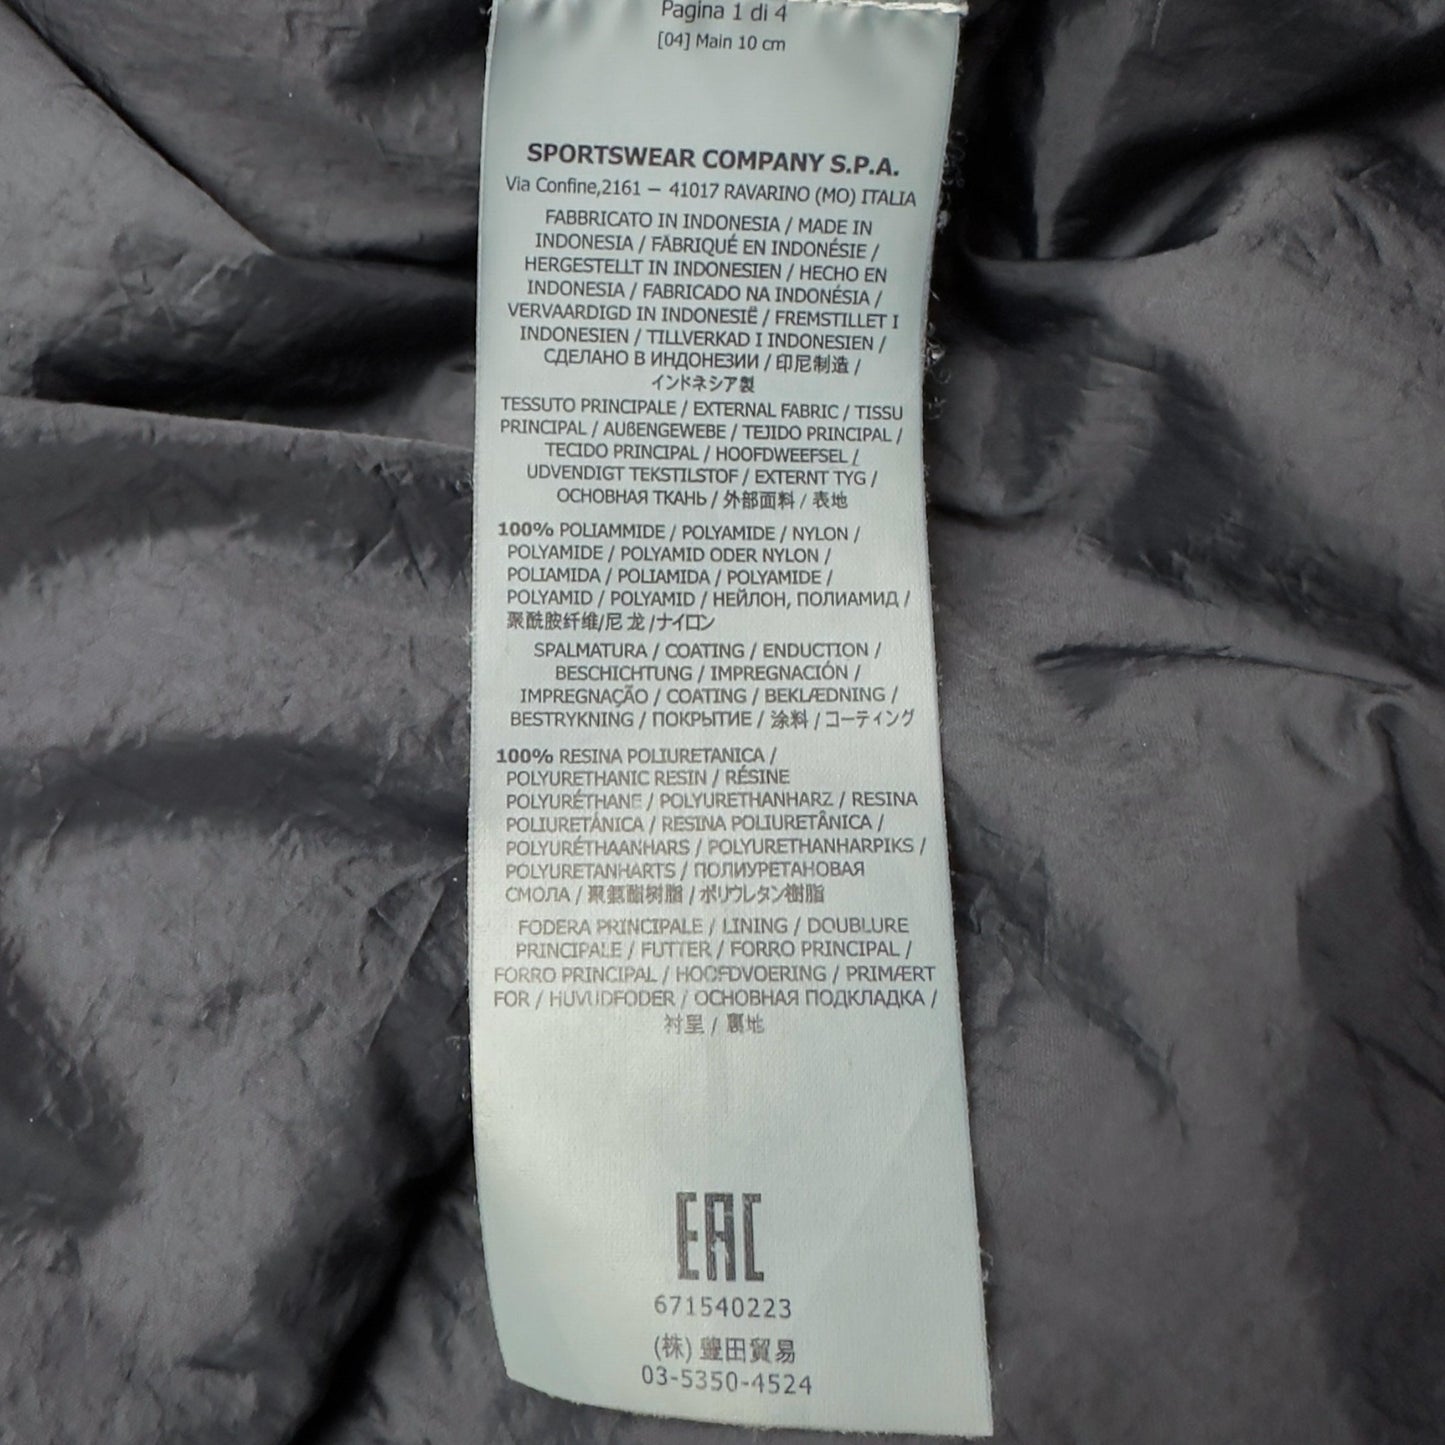 Pagina 1 di 4
[04] Main 10 cm
SPORTSWEAR COMPANY S.P.A.
Via Confine,2161 – 41017 RAVARINO (MO) ITALIA
FABBRICATO IN INDONESIA / MADE IN
INDONESIA / FÄBRIQUÉ EN INDONÉSIE /
HERGESTELLT IN INDONESIEN / HECHO EN
INDONESIA / FABRICADO NA INDONÉSIA /
VERVAARDIGD IN INDONESIË / FREMSTILLET I
INDONESIEN / TILLVERKAD I INDONESIEN /
СДЕЛАНО В ИНДОНЕЗИИ / 印尼制造 /
インドネシア製
TESSUTO PRINCIPALE / EXTERNAL FABRIC / TISSU
PRINCIPAL / AUßENGEWEBE / TEJIDO PRINCIPAL /
TECIDO PRINCIPAL / HOOFDWEEFSEL /
UDVENDIGT TEKSTILSTOF / EXTERNT TYG /
ОСНОВНАЯ ТКАНЬ / 外部面料 / 表地
100% POLIAMMIDE / POLYAMIDE / NYLON /
POLYAMIDE / POLYAMID ODER NYLON /
POLIAMIDA / POLIAMIDA / POLYAMIDE /
POLYAMID / POLYAMID / НЕЙЛОН, ПОЛИАМИД /
聚酰胺纤维/尼 龙 /ナイロン
SPALMATURA / COATING / ENDUCTION /
BESCHICHTUNG / IMPREGNACIÓN /
IMPREGNAÇÃO / COATING / BEKLÆDNING /
BESTRYKNING / ПОКРЫТИЕ / 涂料 / コーティング
100% RESINA POLIURETANICA /
POLYURETHANIC RESIN / RÉSINE
POLYURÉTHANE / POLYURETHANHARZ / RESINA
POLIURETÁNICA / RESINA POLIURETÂNICA /
POLYURÉTHAANHARS / POLYURETHANHARPIKS /
POLYURETANHARTS / ПОЛИУРЕТАНОВАЯ
СМОЛА / 聚氨酯树脂 / ポリウレタン樹脂
FODERA PRINCIPALE / LINING / DOUBLURE
PRINCIPALE / FUTTER / FORRO PRINCIPAL /
FORRO PRINCIPAL / HOOFDVOERING / PRIMÆRT
FOR / HUVUDFODER / ОСНОВНАЯ ПОДКЛАДКА /
衬里 / 裏地
EAC
671540223
(株) 豊田貿易
03-5350-4524